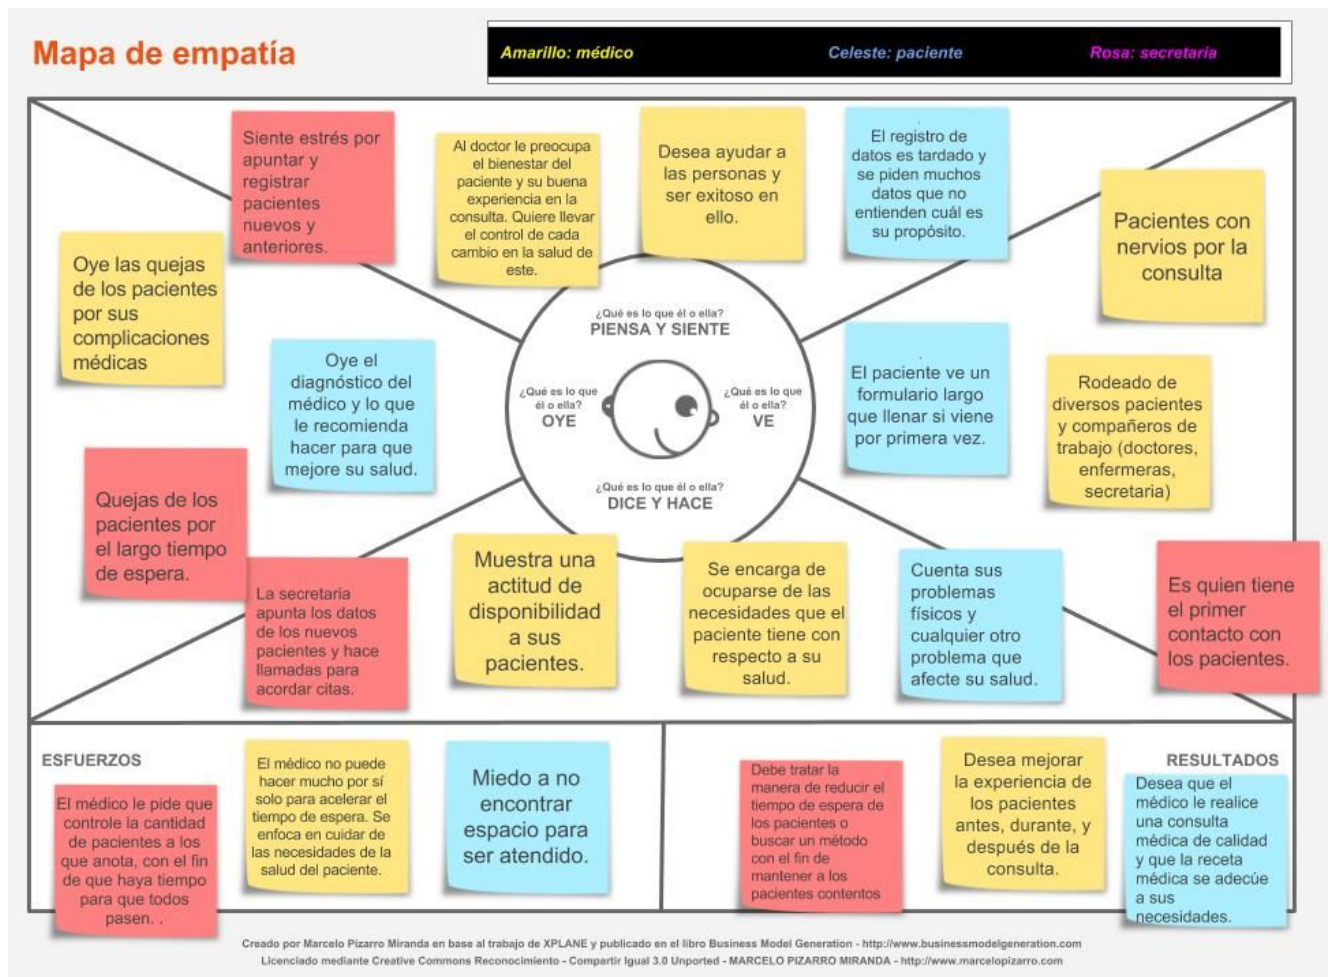 Mapa de empatía
Amarillo: médico
Celeste: paciente
Rosa: secretaria
Siente estrés por
apuntar y
registrar
pacientes
nuevos y
anteriores.
Al doctor le preocupa
el bienestar del
paciente y su buena
experiencia en la
consulta. Quiere llevar
el control de cada
cambio en la salud de
este.
Desea ayudar a
las personas y
ser exitoso en
ello.
El registro de
datos es tardado y
se piden muchos
datos que no
entienden cuál es
su propósito.
Pacientes con
nervios por la
consulta
Oye las quejas
de los pacientes
por sus
complicaciones
médicas
Oye el
diagnóstico del
médico y lo que
le recomienda
hacer para que
mejore su salud.
¿Qué es lo que él o ella?
PIENSA Y SIENTE
¿Qué es lo que
él o ella?
OYE
¿Qué es lo que
él o ella?
VE
¿Qué es lo que él o ella?
DICE Y HACE
El paciente ve un
formulario largo
que llenar si viene
por primera vez.
Rodeado de
diversos pacientes
y compañeros de
trabajo (doctores,
enfermeras,
secretaria)
Quejas de los
pacientes por
el largo tiempo
de espera.
La secretaria
apunta los datos
de los nuevos
pacientes y hace
llamadas para
acordar citas.
Muestra una
actitud de
disponibilidad
a sus
pacientes.
Se encarga de
ocuparse de las
necesidades que el
paciente tiene con
respecto a su
salud.
Cuenta sus
problemas
físicos y
cualquier otro
problema que
afecte su salud.
Es quien tiene
el primer
contacto con
los pacientes.
ESFUERZOS
El médico le pide que
controle la cantidad
de pacientes a los
que anota, con el fin
de que haya tiempo
para que todos
pasen. .
El médico no puede
hacer mucho por sí
solo para acelerar el
tiempo de espera. Se
enfoca en cuidar de
las necesidades de la
salud del paciente.
Miedo a no
encontrar
espacio para
ser atendido.
RESULTADOS
Debe tratar la
manera de reducir el
tiempo de espera de
los pacientes o
buscar un método
con el fin de
mantener a los
pacientes contentos
Desea mejorar
la experiencia de
los pacientes
antes, durante, y
después de la
consulta.
Desea que el
médico le realice
una consulta
médica de calidad
y que la receta
médica se adecúe
a sus
necesidades.
Creado por Marcelo Pizarro Miranda en base al trabajo de XPLANE y publicado en el libro Business Model Generation - http://www.businessmodelgeneration.com
Licenciado mediante Creative Commons Reconocimiento - Compartir Igual 3.0 Unported - MARCELO PIZARRO MIRANDA - http://www.marcelopizarro.com